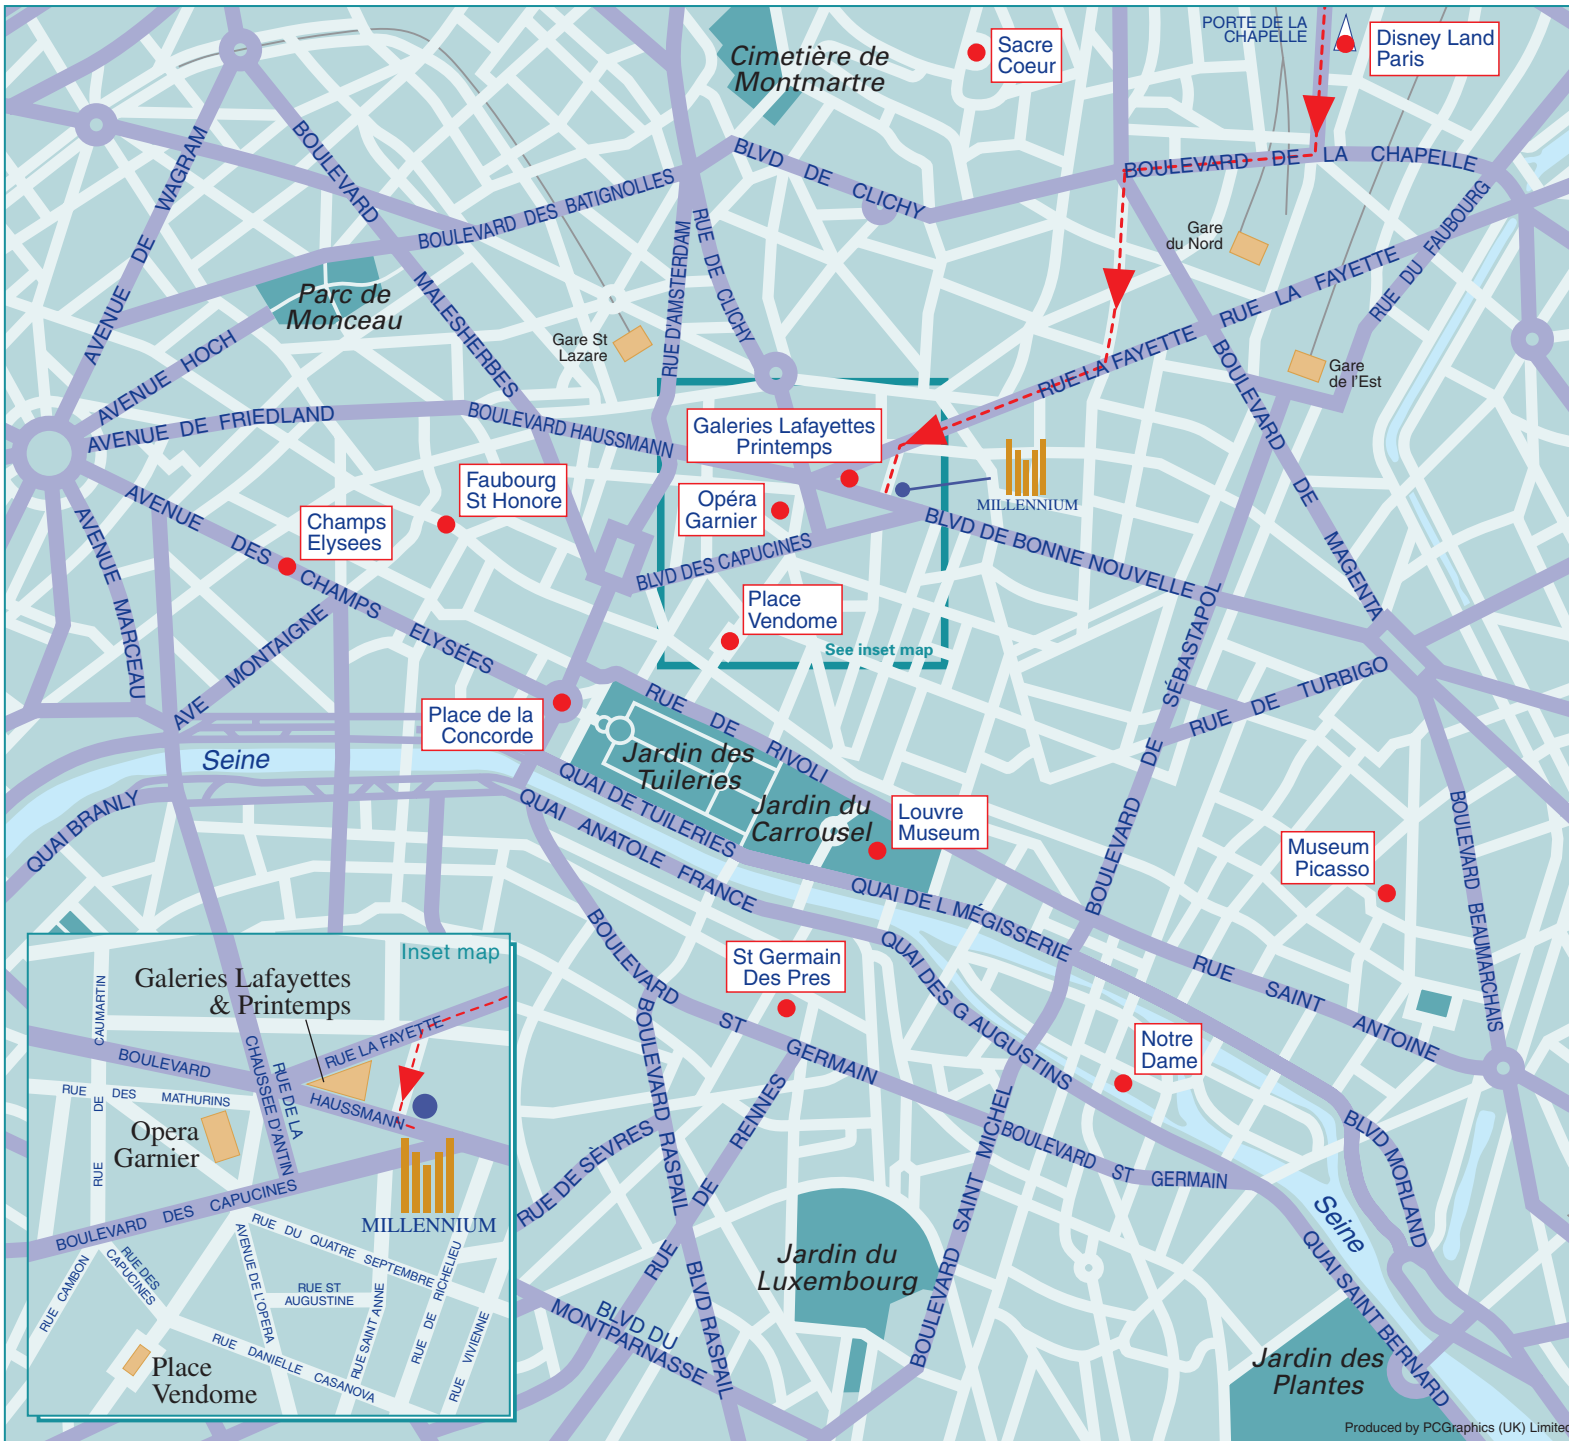 PORTE DE LA
CHAPELLE
Disney Land
Paris
Sacre
Coeur
Cimetière de
Montmartre
BOULEVARD DE LA CHAPELLE
BLVD DE CLICHY
BOULEVARD DES BATIGNOLLES
BOULEVARD
MALESHERBES
AVENUE DE WAGRAM
RUE D'AMSTERDAM
RUE DE CLICHY
Gare
du Nord
RUE DU FAUBOURG
RUE LA FAYETTE
RUE LA FAYETTE
Parc de
Monceau
AVENUE HOCH
Gare St
Lazare
Gare
de l'Est
AVENUE DE FRIEDLAND
BOULEVARD HAUSSMANN
Galeries Lafayettes
Printemps
MILLENNIUM
BOULEVARD DE MAGENTA
Faubourg
St Honore
Opéra
Garnier
Champs
Elysees
AVENUE DES CHAMPS ELYSÉES
AVENUE MARCEAU
BLVD DES CAPUCINES
BLVD DE BONNE NOUVELLE
Place
Vendome
See inset map
AVE MONTAIGNE
BOULEVARD DE SÉBASTAPOL
RUE DE TURBIGO
Place de la
Concorde
RUE DE RIVOLI
Seine
Jardin des
Tuileries
QUAI DE TUILERIES
Jardin du
Carrousel
Louvre
Museum
QUAI BRANLY
QUAI ANATOLE FRANCE
Museum
Picasso
BOULEVARD BEAUMARCHAIS
QUAI DE L MÉGISSERIE
RUE SAINT ANTOINE
St Germain
Des Pres
QUAI DES G AUGUSTINS
BOULEVARD ST GERMAIN
Notre
Dame
BOULEVARD RASPAIL
RUE DE RENNES
RUE DE SÈVRES
BOULEVARD SAINT MICHEL
BOULEVARD ST GERMAIN
BLVD MORLAND
Seine
QUAI SAINT BERNARD
Jardin du
Luxembourg
BLVD RASPAIL
BLVD DU
MONTPARNASSE
Jardin des
Plantes
Produced by PCGraphics (UK) Limited
Inset map
Galeries Lafayettes
& Printemps
RUE LA FAYETTE
RUE DE CAUMARTIN
BOULEVARD HAUSSMANN
CHAUSSEE D'ANTIN
RUE DE LA
RUE DES MATHURINS
Opera
Garnier
MILLENNIUM
BOULEVARD DES CAPUCINES
RUE DU QUATRE SEPTEMBRE
AVENUE DE L'OPERA
RUE DES
CAPUCINES
RUE CAMBON
RUE ST
AUGUSTINE
RUE SAINT ANNE
RUE DE RICHELIEU
RUE VIVIENNE
RUE DANIELLE CASANOVA
Place
Vendome